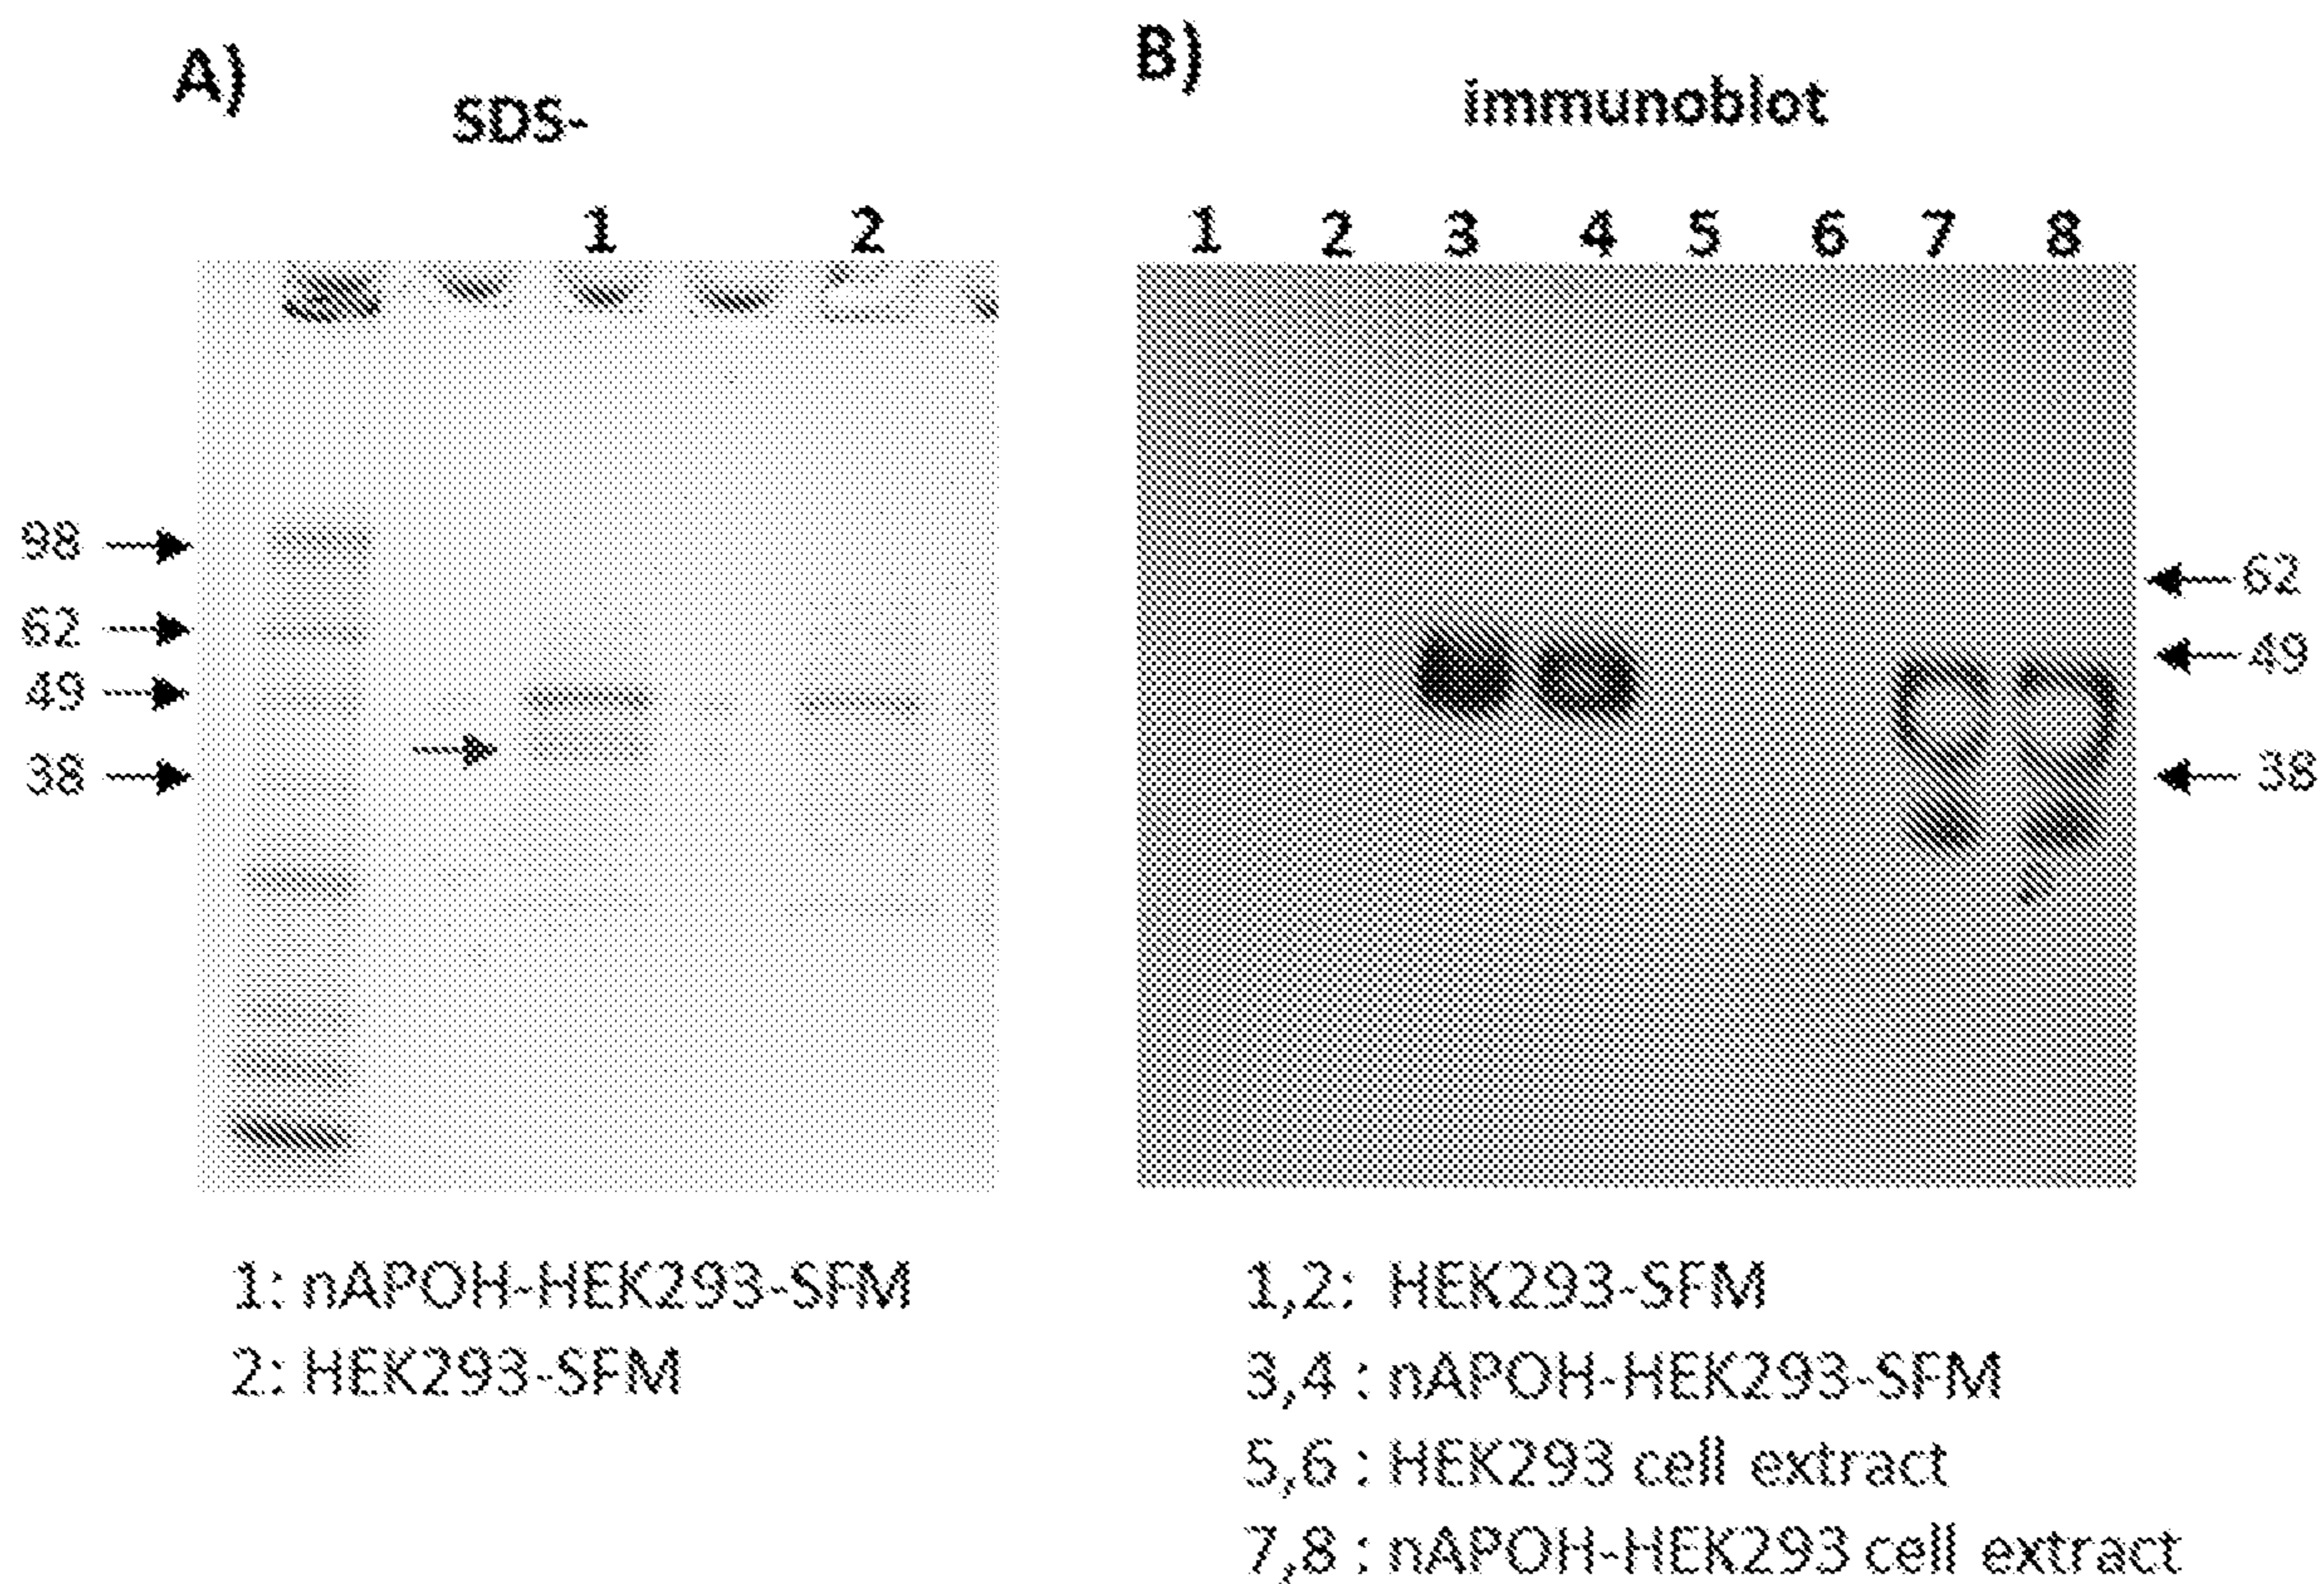 A)
SDS-
1 2
98
62
49
38
1: nAPOH-HEK293-SFM
2: HEK293-SFM
B)
immunoblot
1 2 3 4 5 6 7 8
62
49
38
1,2: HEK293-SFM
3,4 : nAPOH-HEK293-SFM
5,6 : HEK293 cell extract
7,8 : nAPOH-HEK293 cell extract